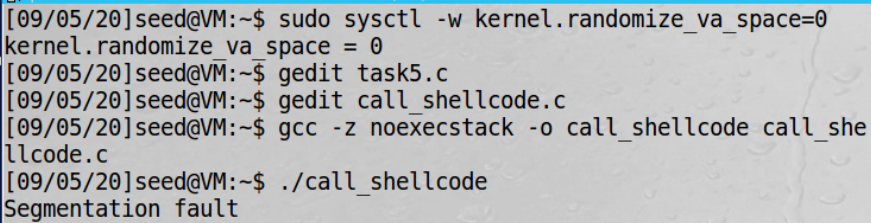 [09/05/20]seed@VM:~$ sudo sysctl -w kernel.randomize_va_space=0
kernel.randomize_va_space = 0
[09/05/20]seed@VM:~$ gedit task5.c
[09/05/20]seed@VM:~$ gedit call_shellcode.c
[09/05/20]seed@VM:~$ gcc -z noexecstack -o call_shellcode call_she
llcode.c
[09/05/20]seed@VM:~$ ./call_shellcode
Segmentation fault